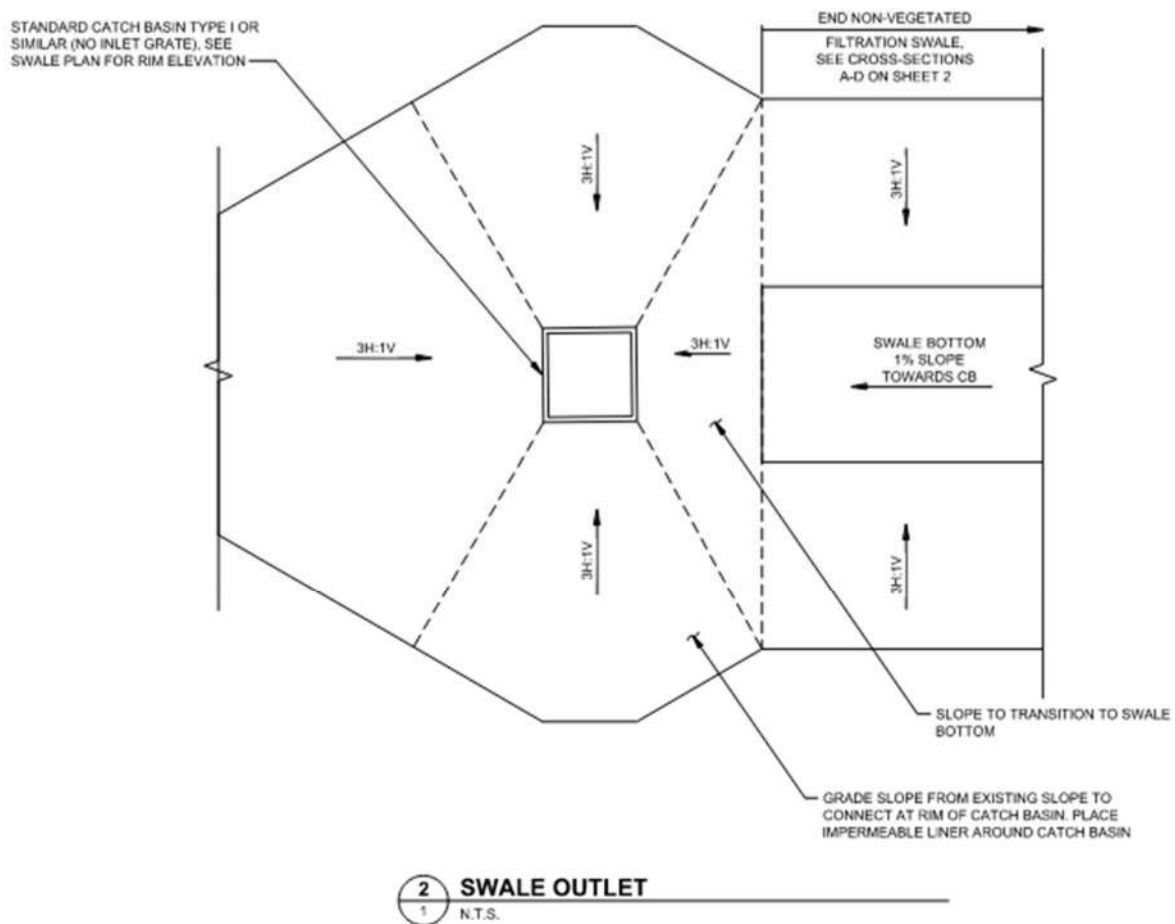 STANDARD CATCH BASIN TYPE I OR
SIMILAR (NO INLET GRATE), SEE
SWALE PLAN FOR RIM ELEVATION
END NON-VEGETATED
FILTRATION SWALE,
SEE CROSS-SECTIONS
A-D ON SHEET 2
3H:1V
3H:1V
3H:1V
3H:1V
SWALE BOTTOM
1% SLOPE
TOWARDS CB
3H:1V
3H:1V
SLOPE TO TRANSITION TO SWALE
BOTTOM
GRADE SLOPE FROM EXISTING SLOPE TO
CONNECT AT RIM OF CATCH BASIN. PLACE
IMPERMEABLE LINER AROUND CATCH BASIN
2
1
SWALE OUTLET
N.T.S.